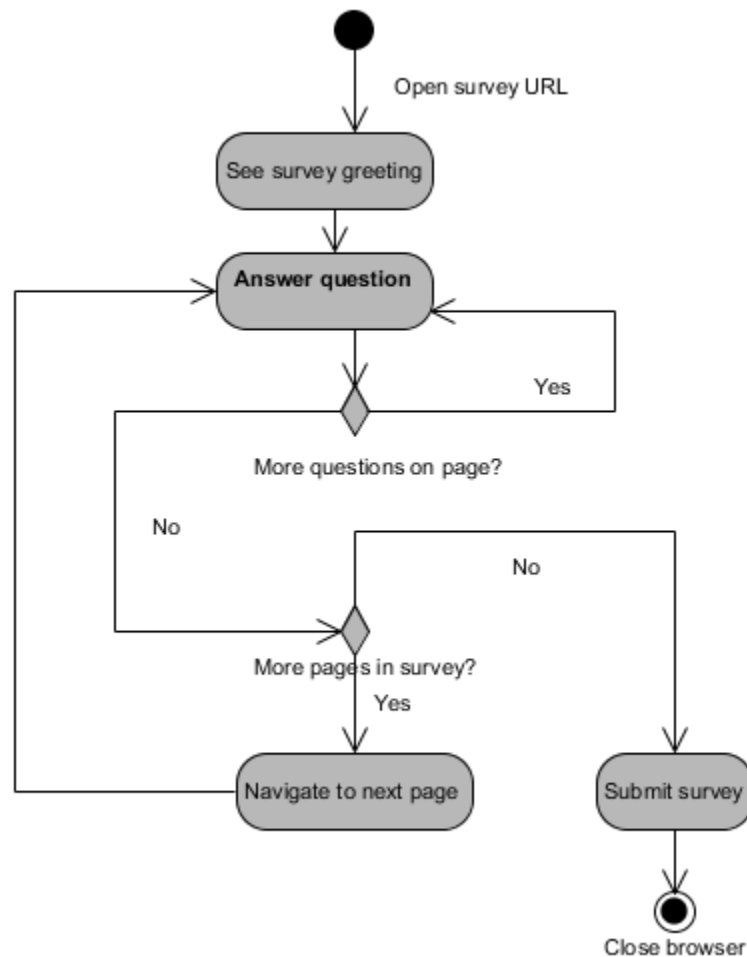 Open survey URL
See survey greeting
Answer question
Yes
More questions on page?
No
No
More pages in survey?
Yes
Navigate to next page
Submit survey
Close browser